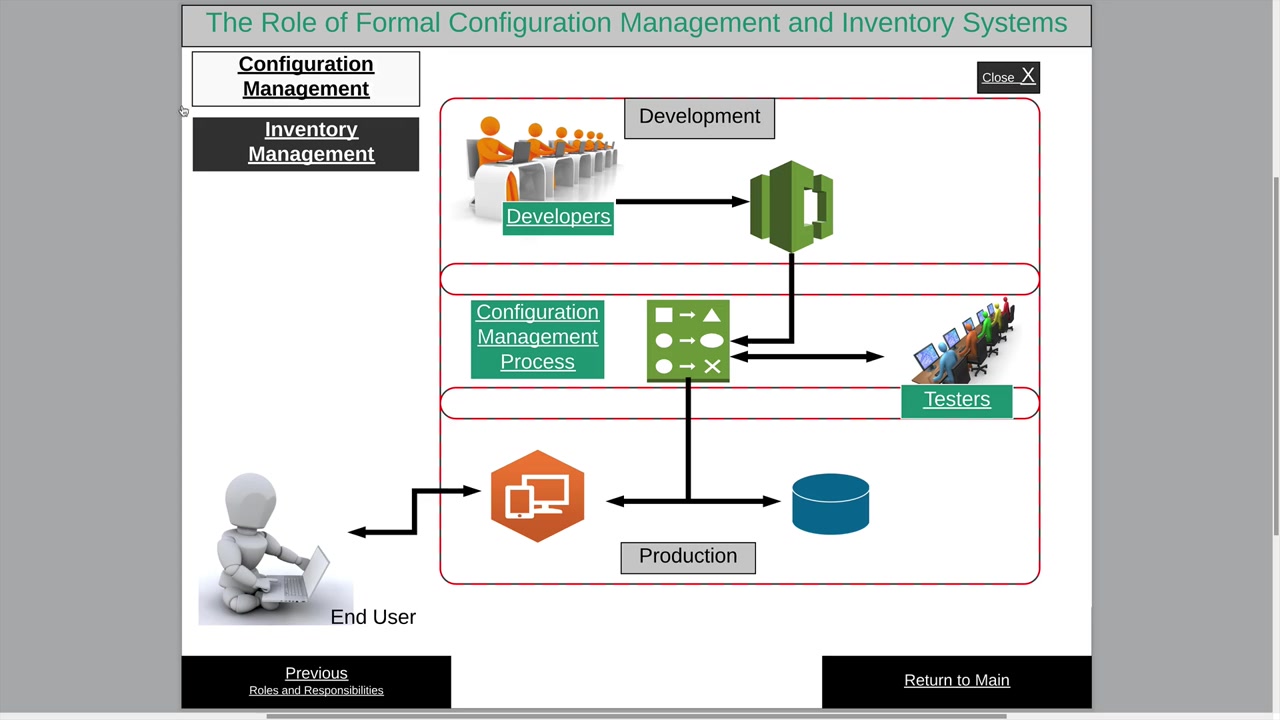 The Role of Formal Configuration Management and Inventory Systems
Configuration
Management
Close X
Inventory
Management
Development
Developers
Configuration
Management
Process
Testers
Production
End User
Previous
Roles and Responsibilities
Return to Main